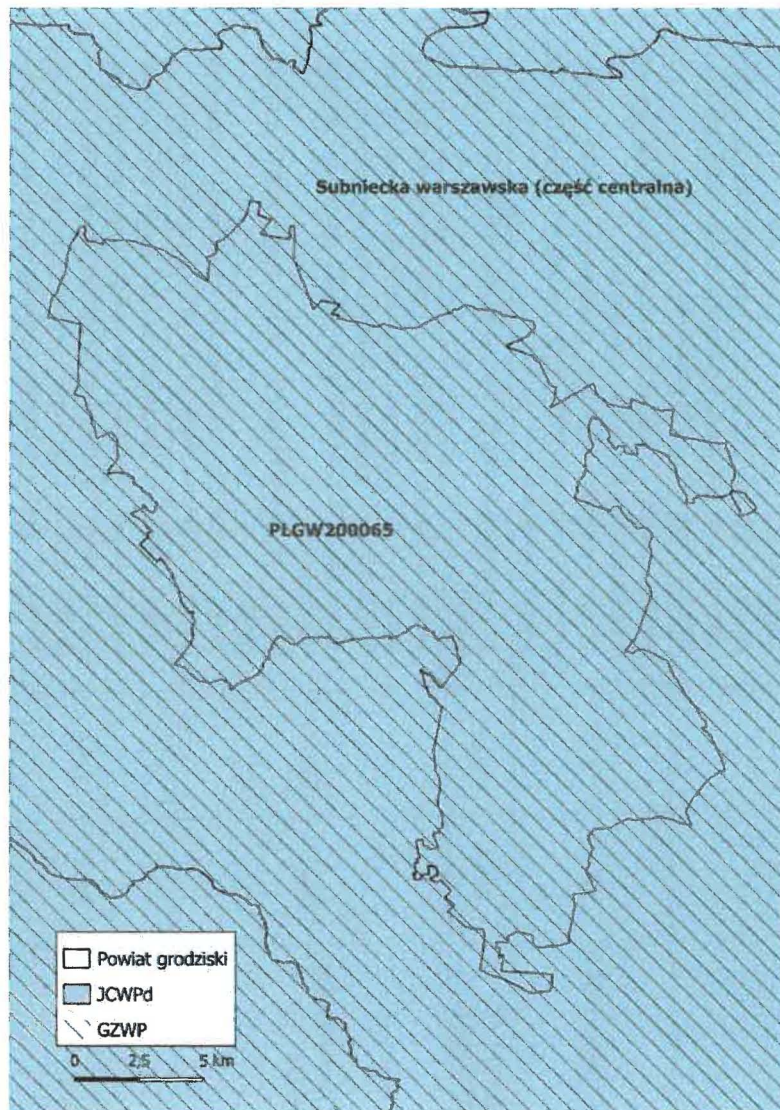 Subniecka warszawska (część centralna)
PLGW200065
Powiat grodziski
JCWPd
GZWP
0 2,5 5 km